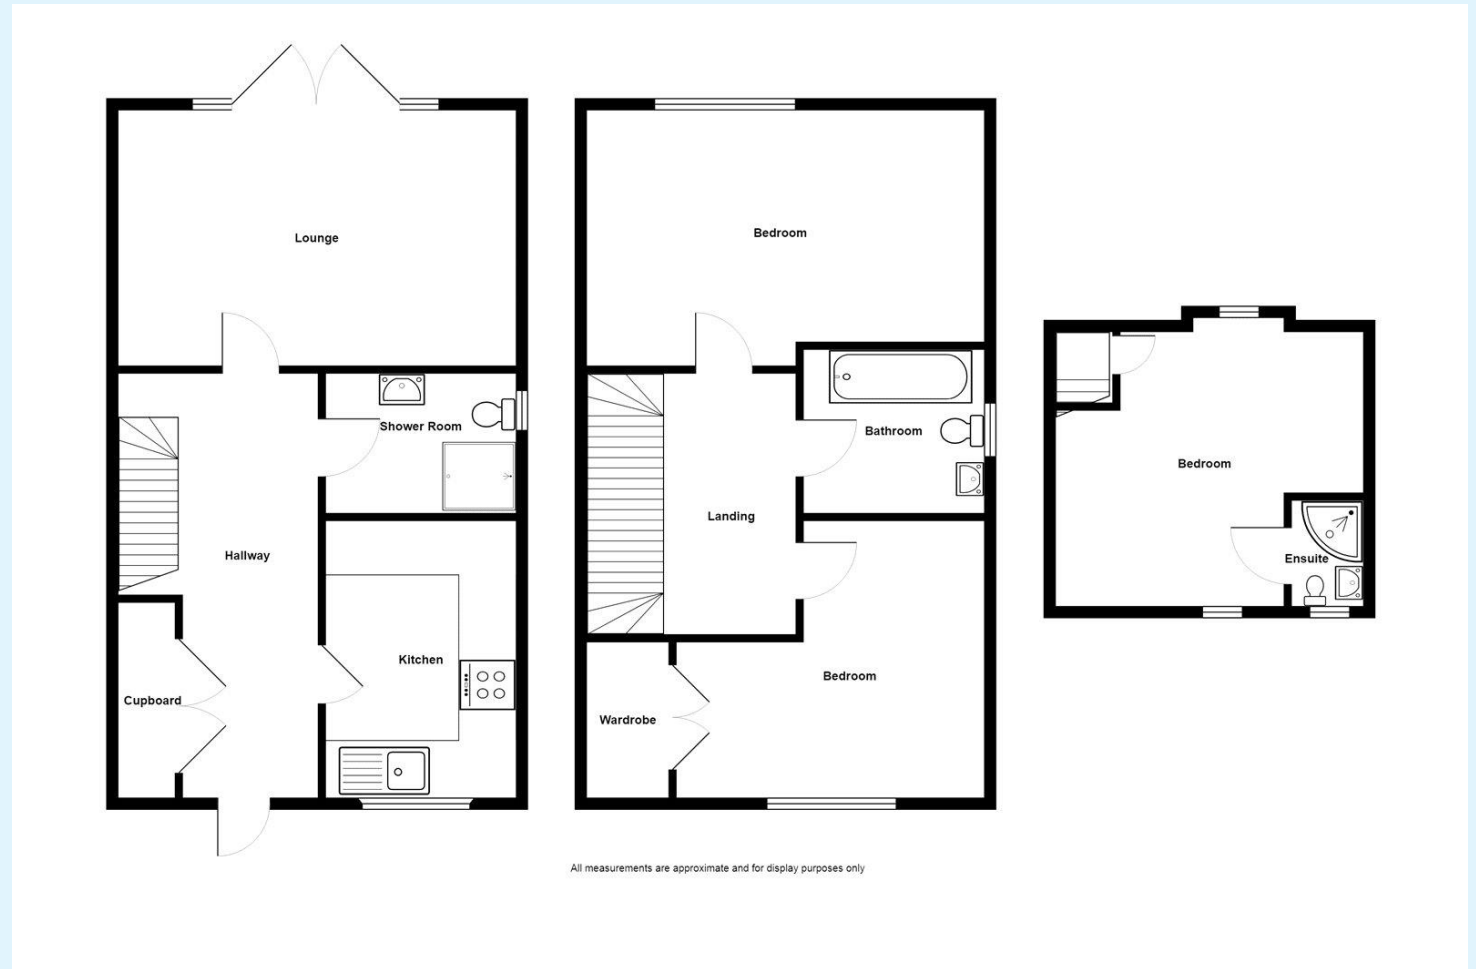 Lounge
Shower Room
Hallway
Kitchen
Cupboard
Bedroom
Bathroom
Landing
Bedroom
Wardrobe
Bedroom
Ensuite
All measurements are approximate and for display purposes only